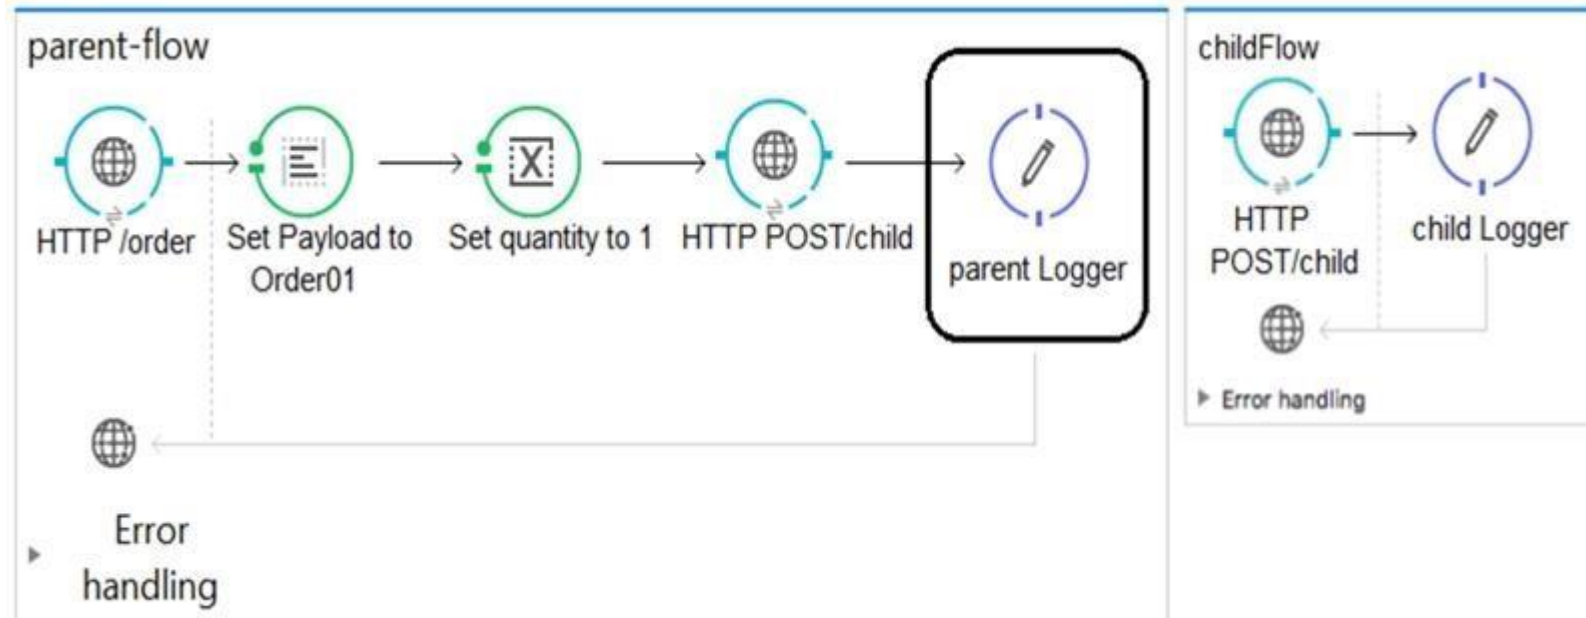 parent-flow
HTTP /order
Set Payload to
Order01
Set quantity to 1
HTTP POST/child
parent Logger
Error
handling
childFlow
HTTP
POST/child
child Logger
Error handling